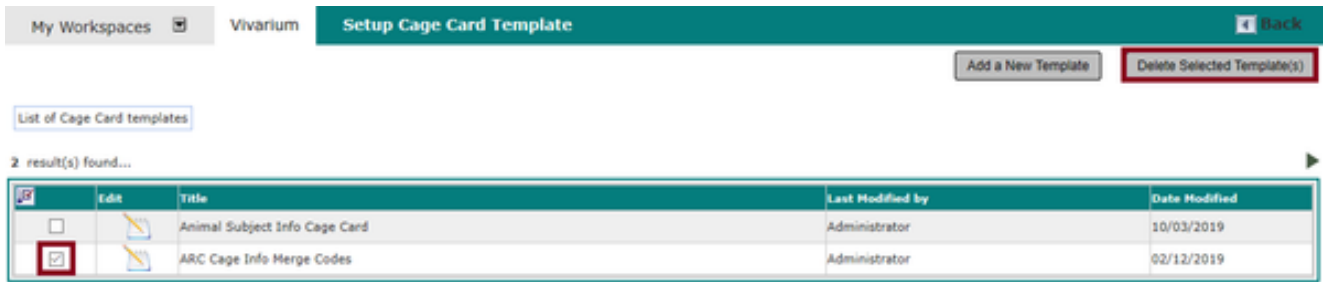 My Workspaces Vivarium Setup Cage Card Template Back
Add a New Template Delete Selected Template(s)
List of Cage Card templates
2 result(s) found...
Edit Title Last Modified by Date Modified
Animal Subject Info Cage Card Administrator 10/03/2019
ARC Cage Info Merge Codes Administrator 02/12/2019